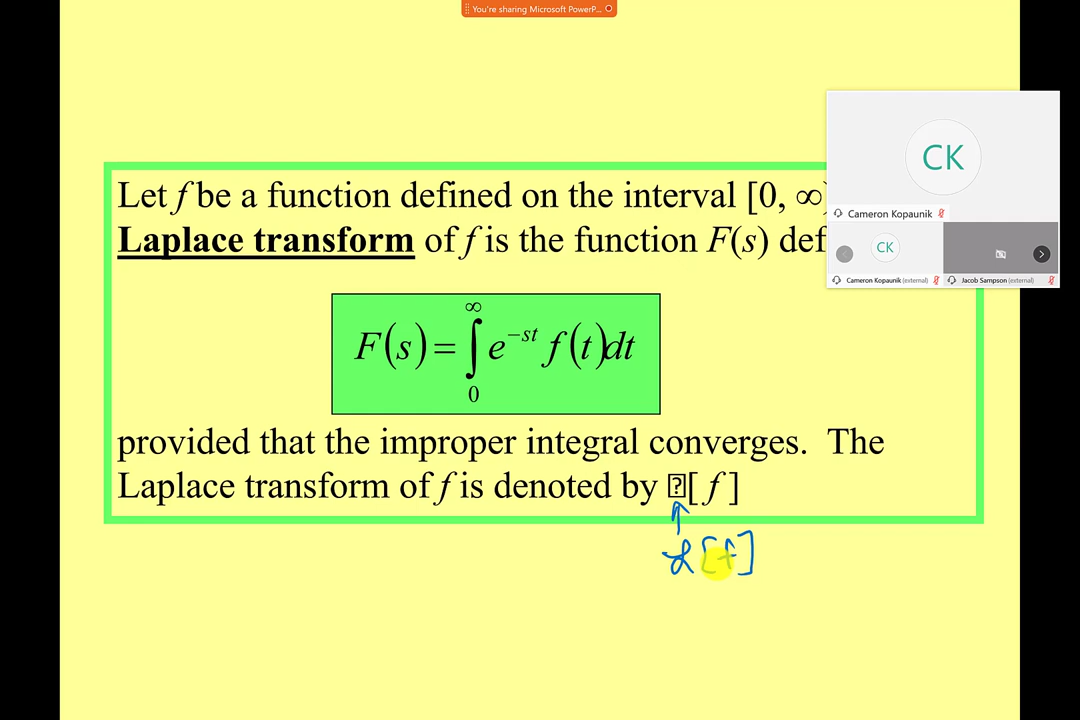 You're sharing Microsoft PowerP...
CK
Cameron Kopaunik
CK
Cameron Kopaunik (external)
Jacob Sampson (external)
Let f be a function defined on the interval [0, ∞)
Laplace transform of f is the function F(s) def
F(s) = ∫₀^∞ e^{−st} f(t)dt
provided that the improper integral converges. The
Laplace transform of f is denoted by [ f ]
ℒ[f]